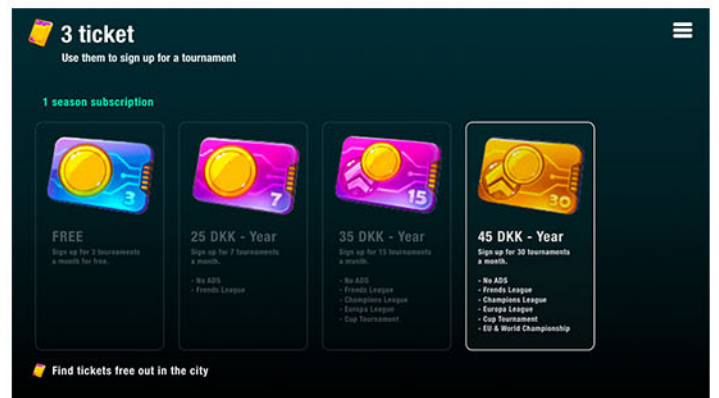 3 ticket
Use them to sign up for a tournament
1 season subscription
3
FREE
Sign up for 3 tournaments
a month for free.
7
25 DKK - Year
Sign up for 7 tournaments
a month.
- No ADS
- Frends League
15
35 DKK - Year
Sign up for 15 tournaments
a month.
- No ADS
- Frends League
- Champions League
- Europa League
- Cup Tournament
30
45 DKK - Year
Sign up for 30 tournaments
a month.
- No ADS
- Frends League
- Champions League
- Europa League
- Cup Tournament
- EU & World Championship
Find tickets free out in the city